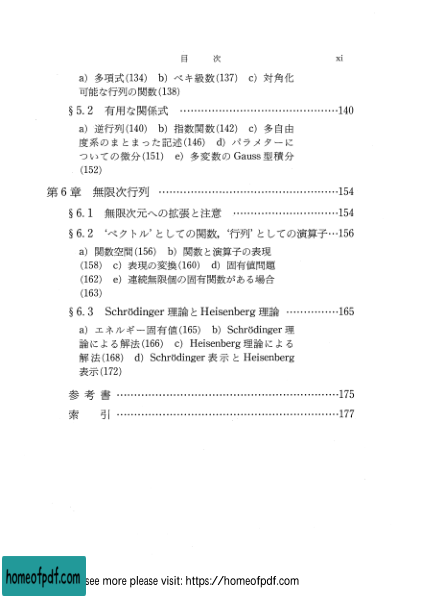 目　次　xi
a) 多項式(134)　b) ベキ級数(137)　c) 対角化
可能な行列の関数(138)
§5.2　有用な関係式 ………………………………140
a) 逆行列(140)　b) 指数関数(142)　c) 多自由
度系のまとまった記述(146)　d) パラメターに
ついての微分(151)　e) 多変数の Gauss 型積分
(152)
第6章　無限次行列 ………………………………154
§6.1　無限次元への拡張と注意 ……………………154
§6.2　‘ベクトル’としての関数, ‘行列’としての演算子…156
a) 関数空間(156)　b) 関数と演算子の表現
(158)　c) 表現の変換(160)　d) 固有値問題
(162)　e) 連続無限個の固有関数がある場合
(163)
§6.3　Schrödinger 理論と Heisenberg 理論 ……………165
a) エネルギー固有値(165)　b) Schrödinger 理
論による解法(166)　c) Heisenberg 理論による
解法(168)　d) Schrödinger 表示と Heisenberg
表示(172)
参考書 ………………………………………………175
索　引 ………………………………………………177
homeofpdf.com
see more please visit: https://homeofpdf.com